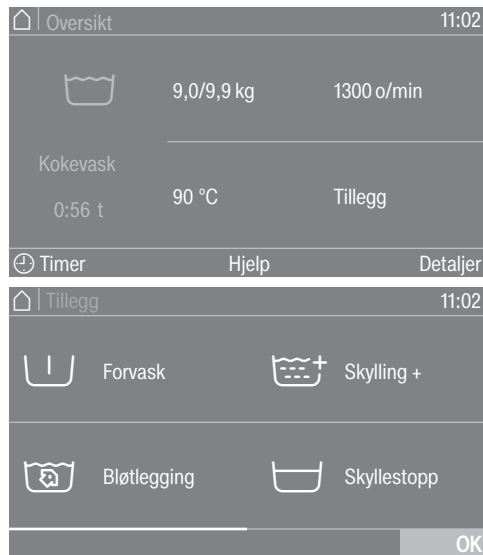 Oversikt 11:02
9,0/9,9 kg 1300 o/min
Kokevask
0:56 t
90 °C Tillegg
Timer Hjelp Detaljer
Tillegg 11:02
Forvask Skylling +
Bløtlegging Skyllestopp
OK